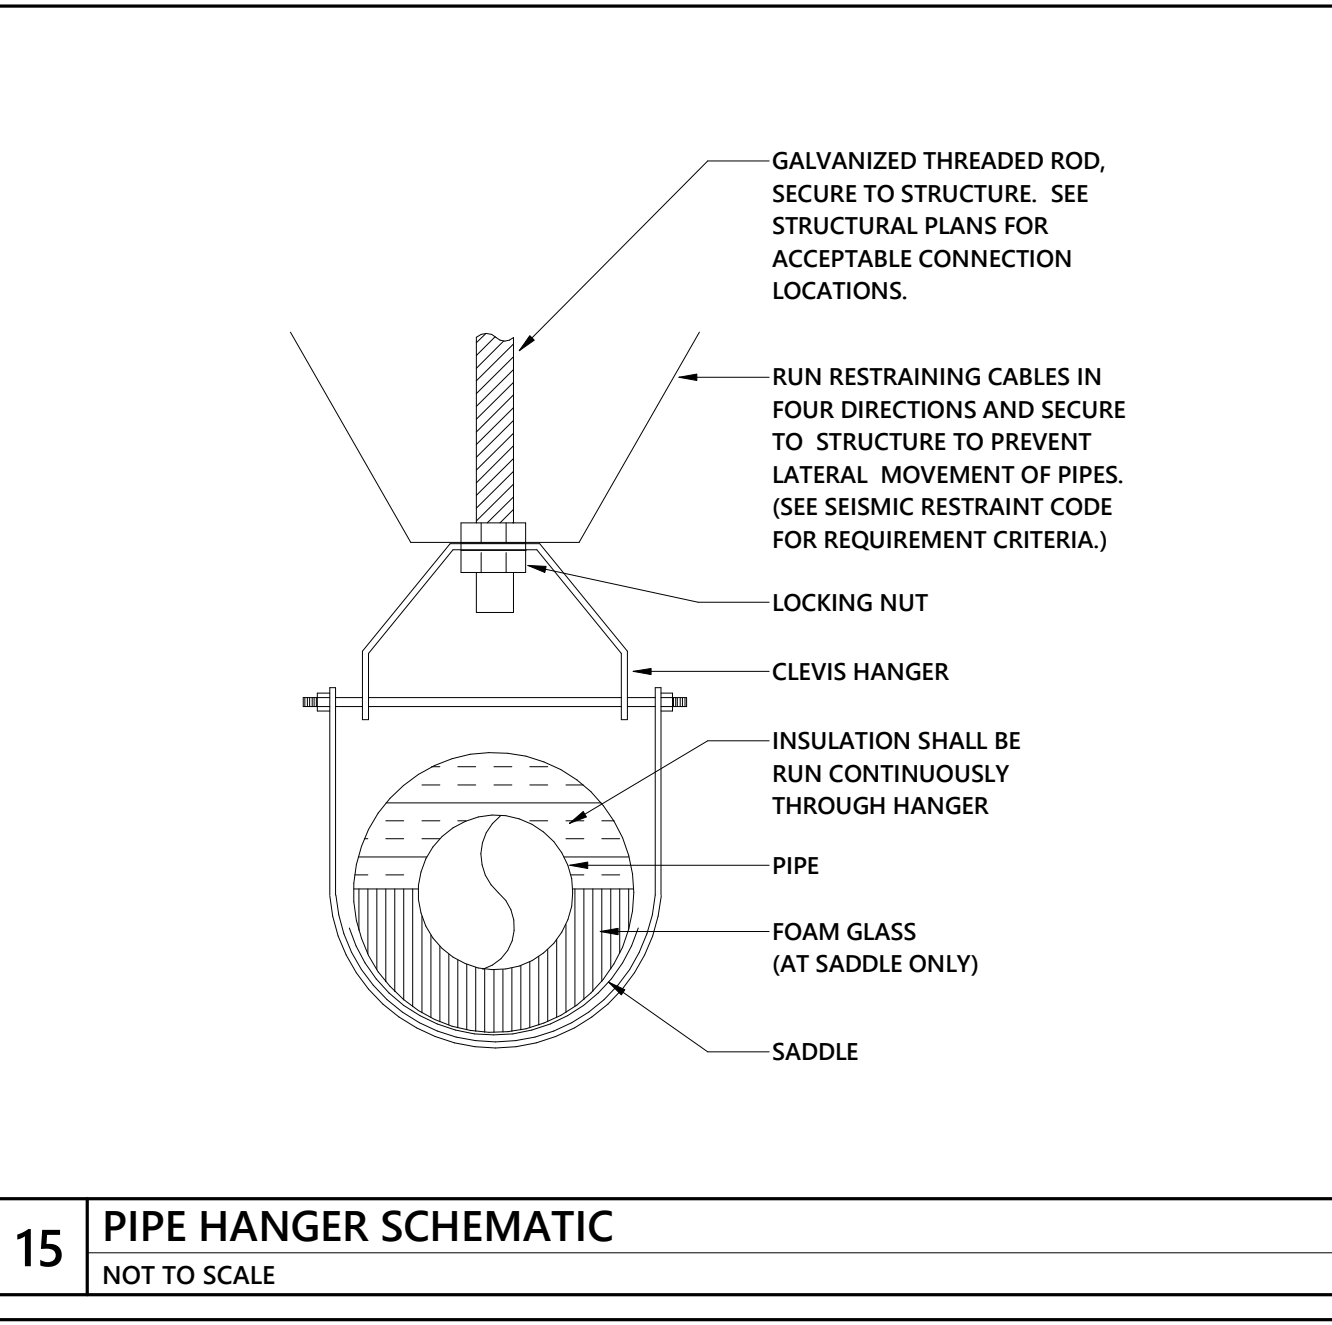 GALVANIZED THREADED ROD,
SECURE TO STRUCTURE.  SEE
STRUCTURAL PLANS FOR
ACCEPTABLE CONNECTION
LOCATIONS.
RUN RESTRAINING CABLES IN
FOUR DIRECTIONS AND SECURE
TO  STRUCTURE TO PREVENT
LATERAL  MOVEMENT OF PIPES.
(SEE SEISMIC RESTRAINT CODE
FOR REQUIREMENT CRITERIA.)
LOCKING NUT
CLEVIS HANGER
INSULATION SHALL BE
RUN CONTINUOUSLY
THROUGH HANGER
PIPE
FOAM GLASS
(AT SADDLE ONLY)
SADDLE
15
PIPE HANGER SCHEMATIC
NOT TO SCALE